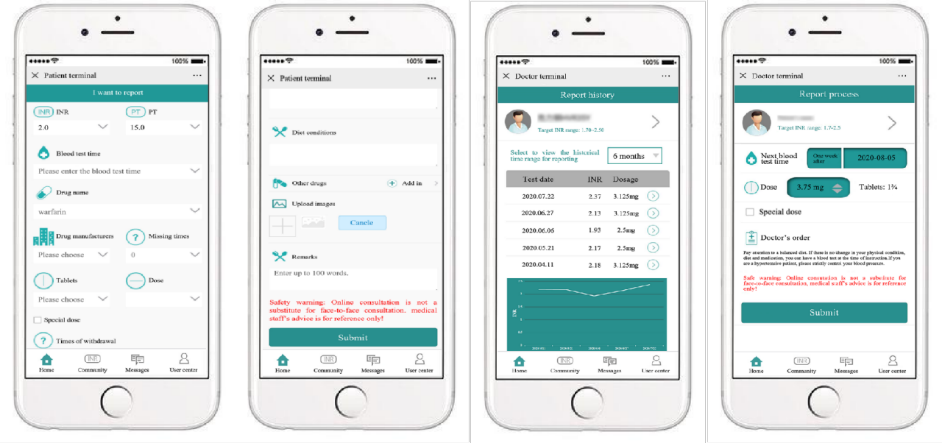 100%
Patient terminal
I want to report
INR INR
PT PT
2.0
15.0
Blood test time
Please enter the blood test time
Drug name
warfarin
Drug manufacturers
Missing times
Please choose
0
Tablets
Dose
Please choose
Special dose
Times of withdrawal
INR
Home Community Messages User center
100%
Patient terminal
Diet conditions
Other drugs
Add in
Upload images
Cancle
Remarks
Enter up to 100 words.
Safety warning: Online consultation is not a
substitute for face-to-face consultation, medical
staff's advice is for reference only!
Submit
INR
Home Community Messages User center
100%
Doctor terminal
Report history
Target INR range: 1.70-2.50
Select to view the historical
time range for reporting
6 months
Test date INR Dosage
2020.07.22 2.37 3.125mg
2020.06.27 2.13 3.125mg
2020.06.06 1.93 2.5mg
2020.05.21 2.17 2.5mg
2020.04.11 2.18 3.125mg
INR
INR
Home Community Messages User center
100%
Doctor terminal
Report process
Target INR range: 1.7-2.5
Next blood
test time
One week
after
2020-08-05
Dose
3.75 mg
Tablets: 1¾
Special dose
Doctor's order
Pay attention to a balanced diet. If there is no change in your physical condition,
diet and medication, you can have a blood test at the time of instruction. If you
are a hypertensive patient, please strictly control your blood pressure.
Safe warning: Online consutation is not a substitute for
face-to-face consultation, medical staff's advice is for reference
only!
Submit
INR
Home Community Messages User center